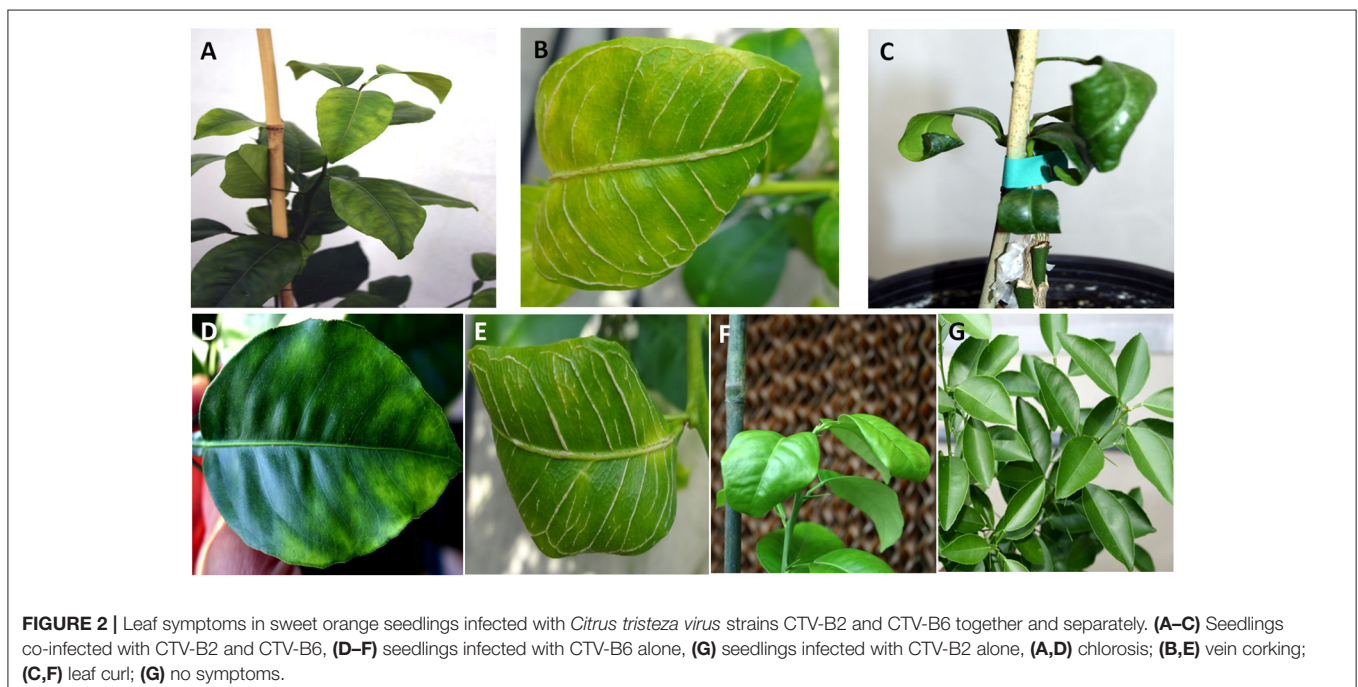 A
B
C
D
E
F
G
FIGURE 2 | Leaf symptoms in sweet orange seedlings infected with Citrus tristeza virus strains CTV-B2 and CTV-B6 together and separately. (A–C) Seedlings
co-infected with CTV-B2 and CTV-B6, (D–F) seedlings infected with CTV-B6 alone, (G) seedlings infected with CTV-B2 alone, (A,D) chlorosis; (B,E) vein corking;
(C,F) leaf curl; (G) no symptoms.